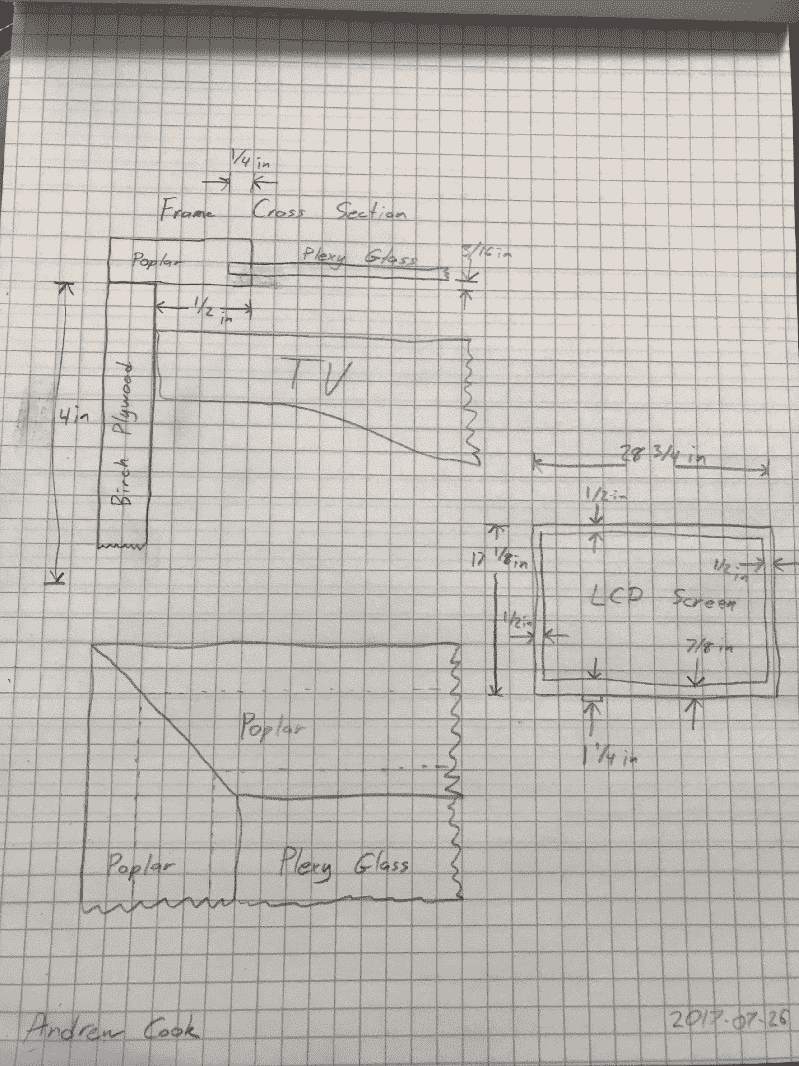 1/4 in
Frame Cross Section
Poplar
Plexy Glass
3/16 in
1/2 in
TV
4 in
Birch Plywood
28 3/4 in
1/2 in
17 1/8 in
1/2 in
LCD Screen
1/2 in
7/8 in
1 1/4 in
Poplar
Poplar
Plexy Glass
Andrew Cook
2017-07-26